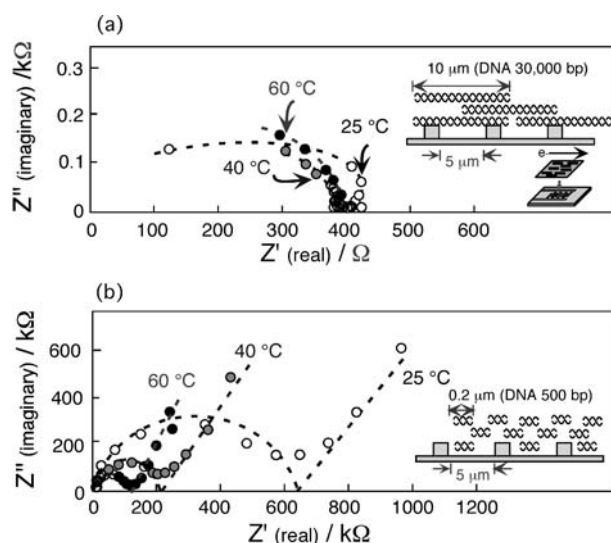 (a)
Z" (imaginary) /kΩ
0.3
0.2
0.1
0
60 °C
40 °C
25 °C
10 µm (DNA 30,000 bp)
5 µm
e-
0 100 200 300 400 500 600
Z' (real) / Ω
(b)
Z" (imaginary) / kΩ
600
400
200
0
60 °C
40 °C
25 °C
0.2 µm (DNA 500 bp)
5 µm
0 200 400 600 800 1000 1200
Z' (real) / kΩ